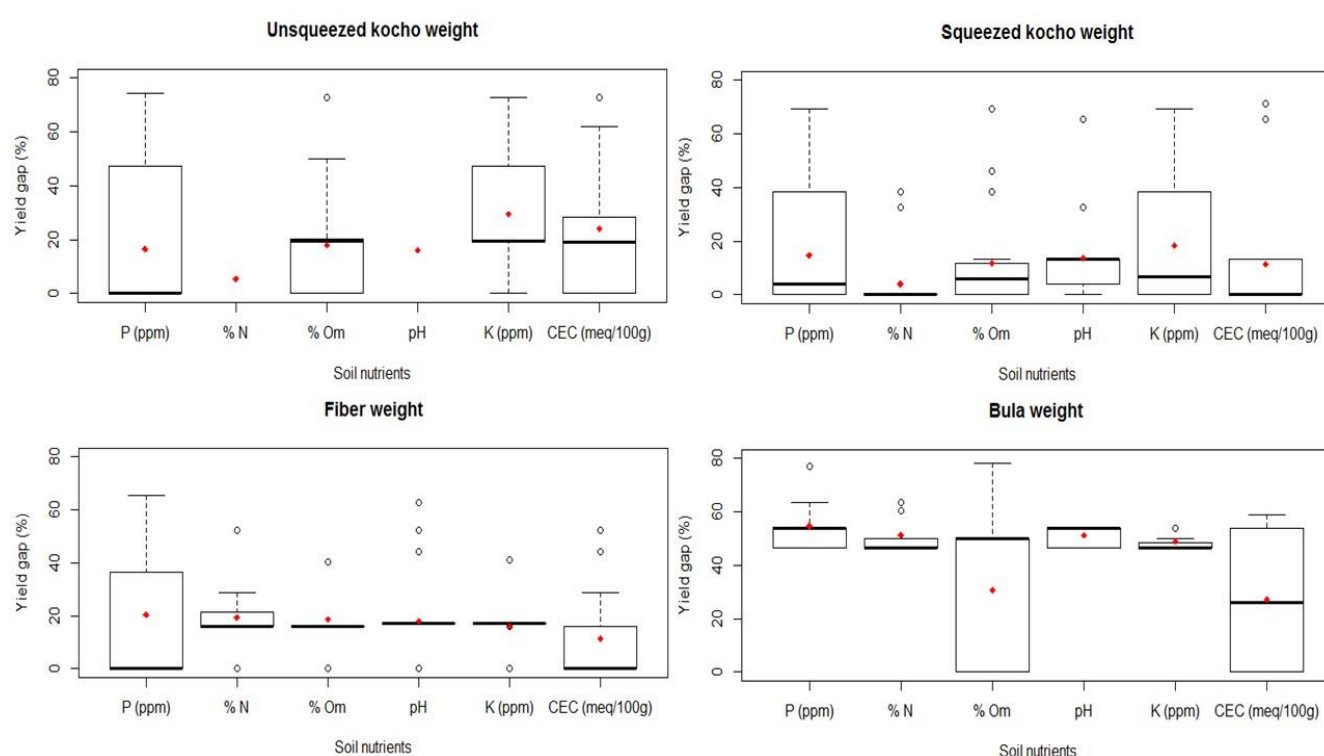 Unsqueezed kocho weight
Yield gap (%)
80
60
40
20
0
P (ppm) % N % Om pH K (ppm) CEC (meq/100g)
Soil nutrients
Squeezed kocho weight
Yield gap (%)
80
60
40
20
0
P (ppm) % N % Om pH K (ppm) CEC (meq/100g)
Soil nutrients
Fiber weight
Yield gap (%)
80
60
40
20
0
P (ppm) % N % Om pH K (ppm) CEC (meq/100g)
Soil nutrients
Bula weight
Yield gap (%)
80
60
40
20
0
P (ppm) % N % Om pH K (ppm) CEC (meq/100g)
Soil nutrients